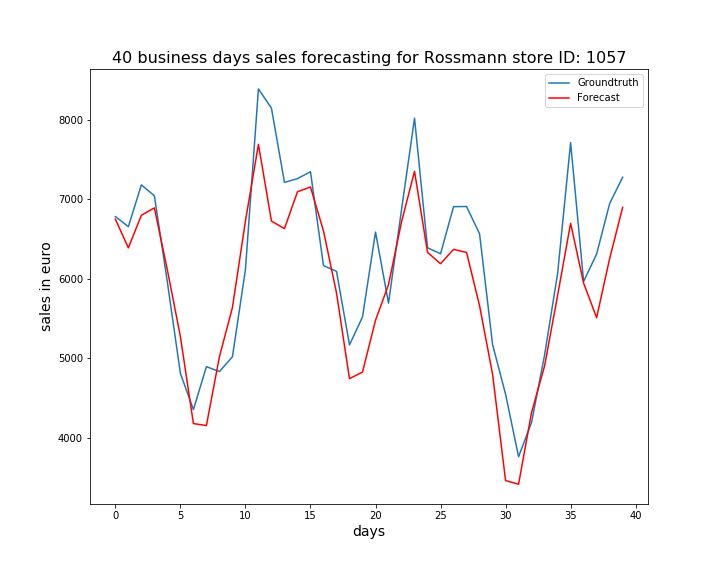 40 business days sales forecasting for Rossmann store ID: 1057
Groundtruth
Forecast
8000
7000
6000
5000
4000
sales in euro
0 5 10 15 20 25 30 35 40
days